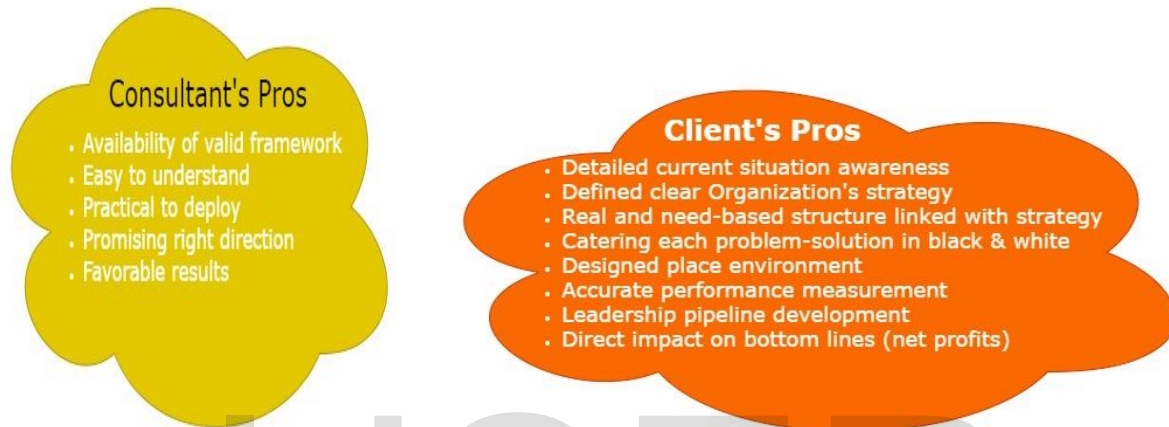 Consultant's Pros
• Availability of valid framework
• Easy to understand
• Practical to deploy
• Promising right direction
• Favorable results
Client's Pros
• Detailed current situation awareness
• Defined clear Organization's strategy
• Real and need-based structure linked with strategy
• Catering each problem-solution in black & white
• Designed place environment
• Accurate performance measurement
• Leadership pipeline development
• Direct impact on bottom lines (net profits)